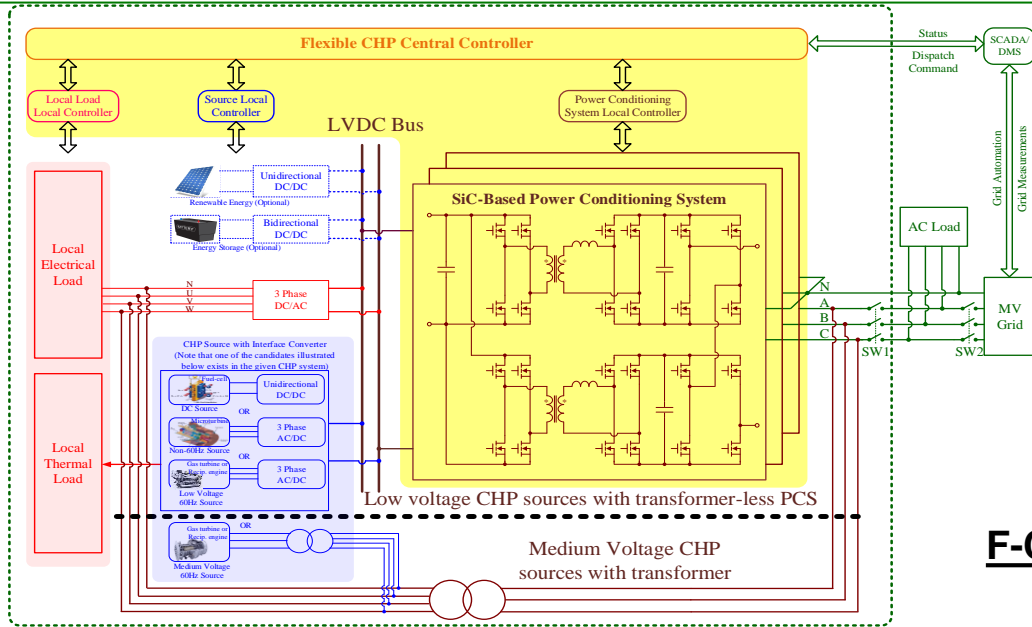 Flexible CHP Central Controller
Status
Dispatch
Command
SCADA/
DMS
Local Load
Local Controller
Source Local
Controller
Power Conditioning
System Local Controller
LVDC Bus
Grid Automation
Grid Measurements
Unidirectional
DC/DC
Renewable Energy (Optional)
Bidirectional
DC/DC
Energy Storage (Optional)
SiC-Based Power Conditioning System
AC Load
Local
Electrical
Load
N
U
V
W
3 Phase
DC/AC
N
A
B
C
SW1
SW2
MV
Grid
CHP Source with Interface Converter
(Note that one of the candidates illustrated
below exists in the given CHP system)
Fuel-cell
DC Source
Unidirectional
DC/DC
OR
Microturbine
Non-60Hz Source
3 Phase
AC/DC
OR
Gas turbine or
Recip. engine
Low Voltage
60Hz Source
3 Phase
AC/DC
Local
Thermal
Load
Low voltage CHP sources with transformer-less PCS
OR
Gas turbine or
Recip. engine
Medium Voltage
60Hz Source
Medium Voltage CHP
sources with transformer